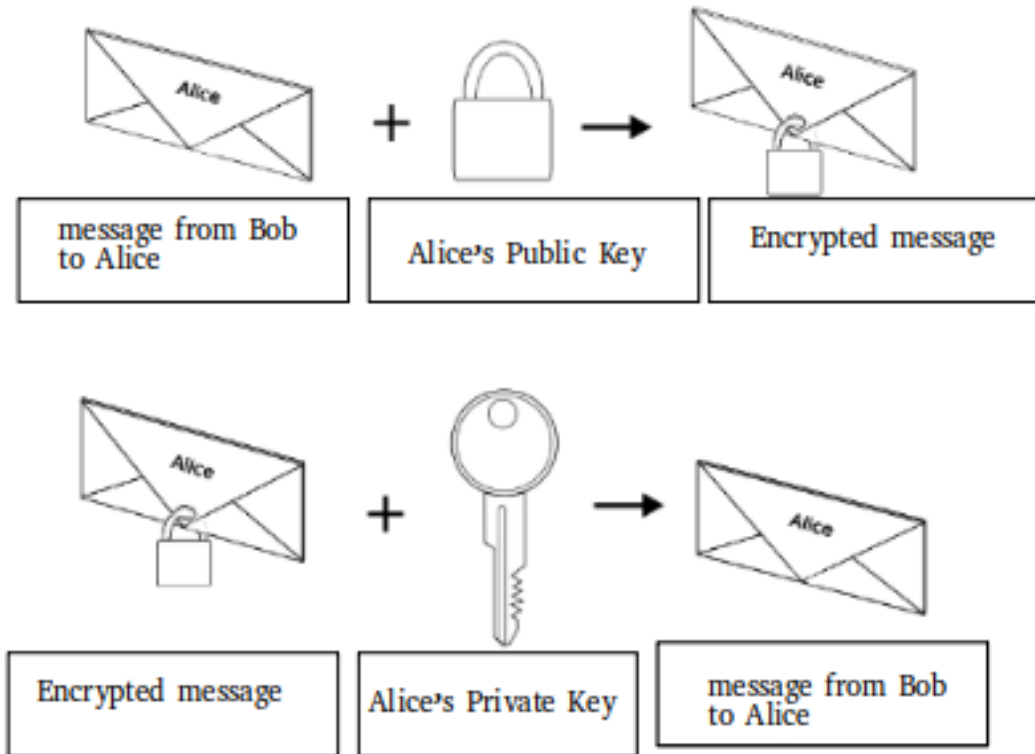 Alice
Alice
message from Bob
to Alice
Alice's Public Key
Encrypted message
Alice
Alice
Encrypted message
Alice's Private Key
message from Bob
to Alice